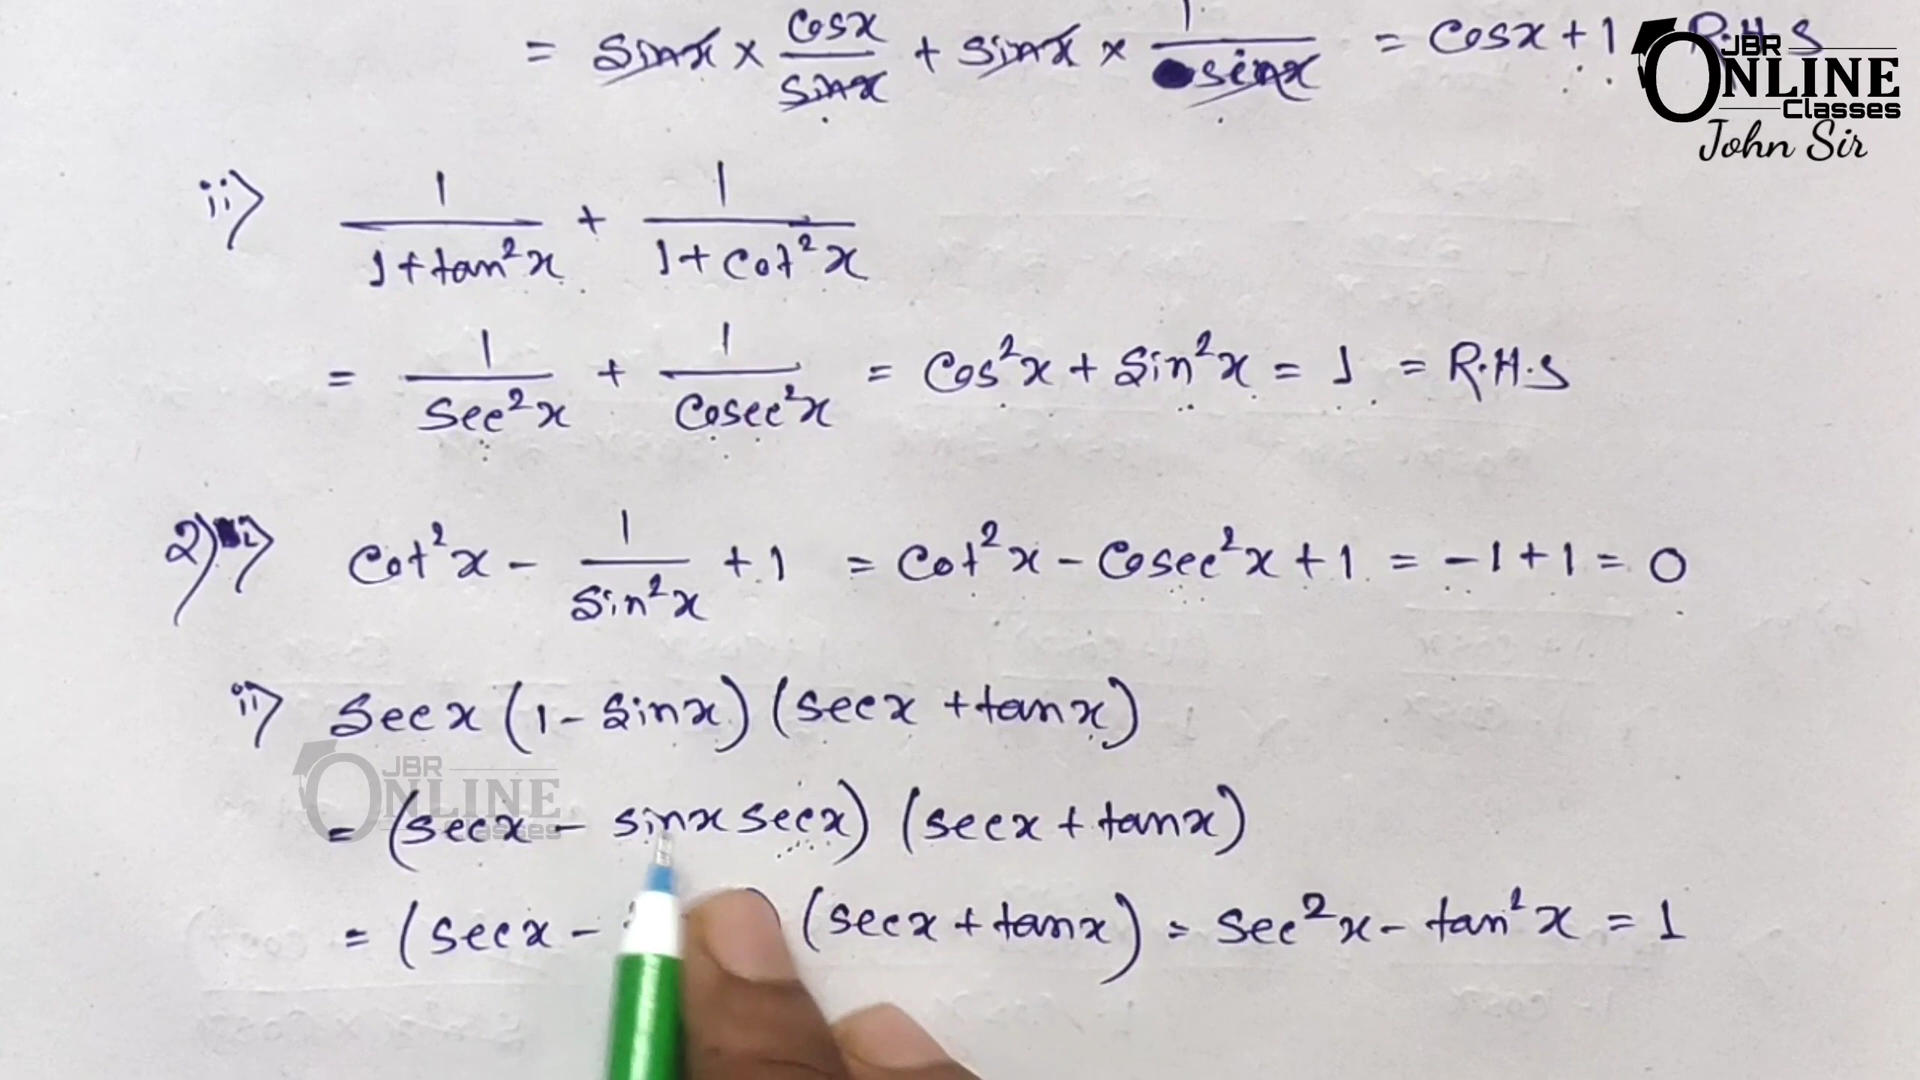 = sinx × cosx/sinx + sinx × 1/sinx = cosx + 1 R.H.S
JBR
ONLINE
Classes
John Sir
ii) 1/(1+tan²x) + 1/(1+cot²x)
= 1/sec²x + 1/cosec²x = cos²x + sin²x = 1 = R.H.S
2) i) cot²x - 1/sin²x + 1 = cot²x - cosec²x + 1 = -1 + 1 = 0
ii) secx (1 - sinx) (secx + tanx)
JBR
ONLINE
Classes
= (secx - sinx secx) (secx + tanx)
= (secx - (secx + tanx) = sec²x - tan²x = 1